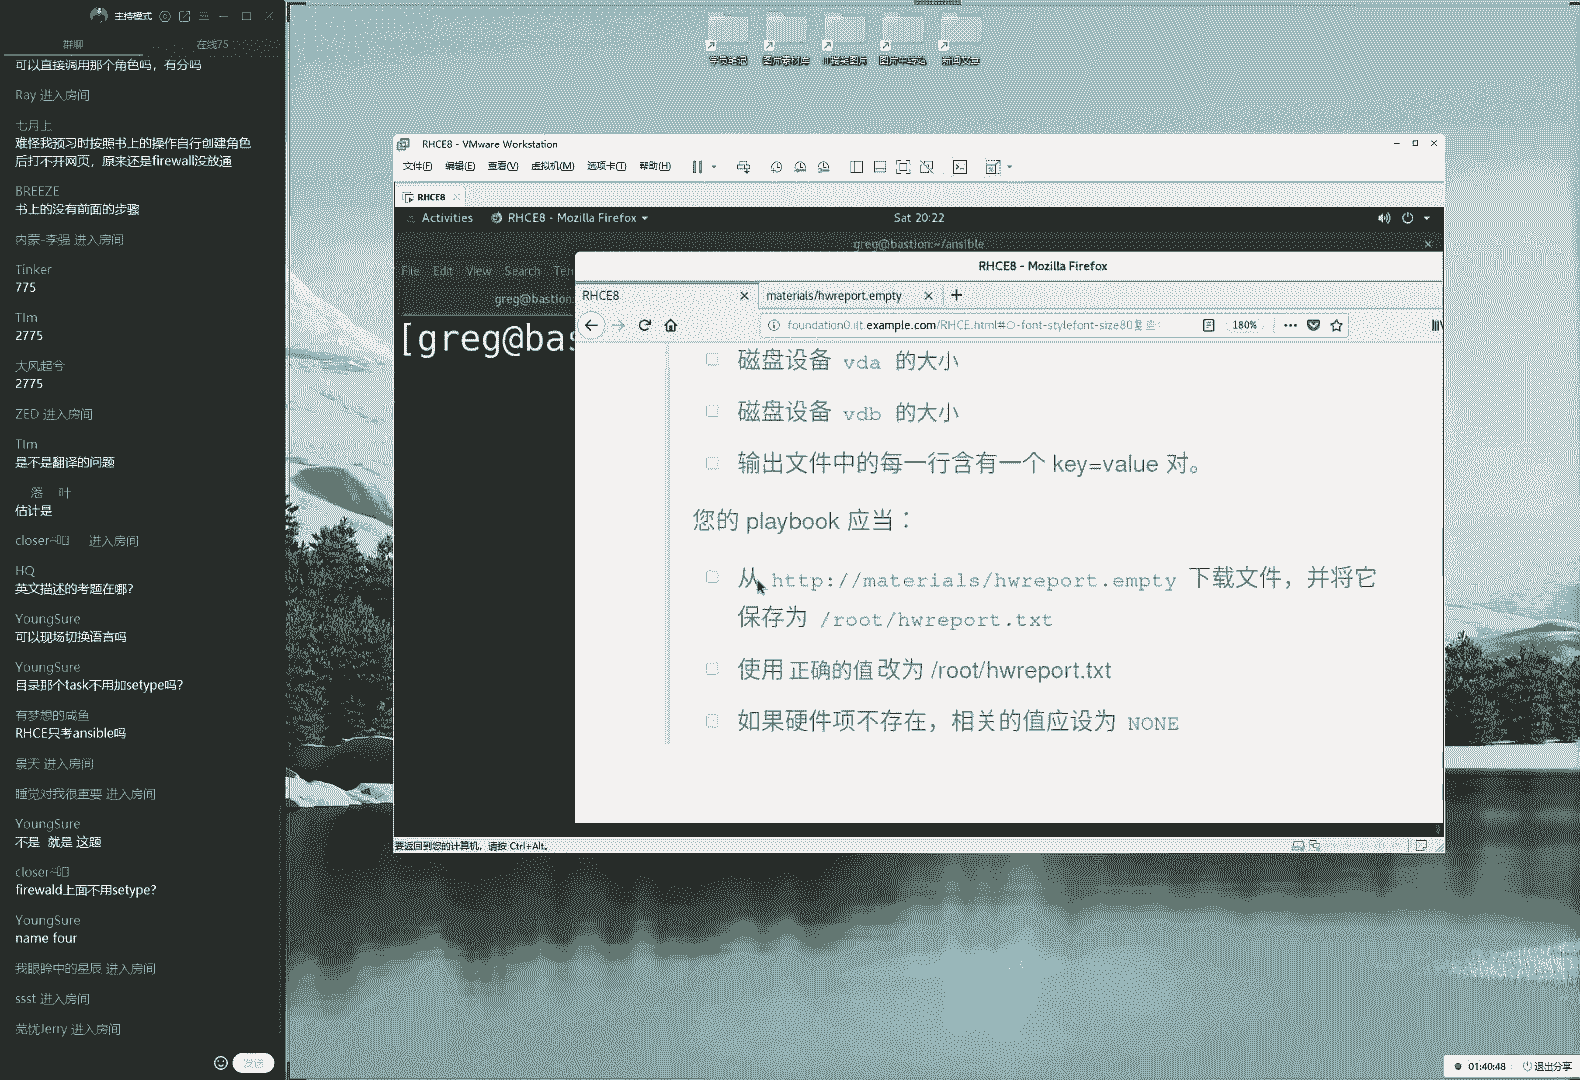 主持模式
群聊
在线75
可以直接调用那个角色吗，有分吗
Ray 进入房间
七月上
难怪我预习时按照书上的操作自行创建角色
后打不开网页，原来还是firewall没放通
BREEZE
书上的没有前面的步骤
内蒙-李强 进入房间
Tinker
775
TIm
2775
大风起兮
2775
ZED 进入房间
TIm
是不是翻译的问题
落 叶
估计是
closer 进入房间
HQ
英文描述的考题在哪?
YoungSure
可以现场切换语言吗
YoungSure
目录那个task不用加setype吗?
有梦想的咸鱼
RHCE只考ansible吗
景天 进入房间
睡觉对我很重要 进入房间
YoungSure
不是 就是 这题
closer
firewald上面不用setype?
YoungSure
name four
我眼眸中的星辰 进入房间
ssst 进入房间
Jerry 进入房间
发送
学员笔记
图片素材库
RHCE8 - VMware Workstation
文件(F) 编辑(E) 查看(V) 虚拟机(M) 选项卡(T) 帮助(H)
RHCE8
Activities
RHCE8 - Mozilla Firefox
Sat 20:22
greg@bastion:~/ansible
File Edit View Search Ter
greg@bastion:
[greg@bas
RHCE8 - Mozilla Firefox
RHCE8
materials/hwreport.empty
180%
磁盘设备 vda 的大小
磁盘设备 vdb 的大小
输出文件中的每一行含有一个 key=value 对。
您的 playbook 应当：
从 http://materials/hwreport.empty 下载文件，并将它
保存为 /root/hwreport.txt
使用 正确的值 改为 /root/hwreport.txt
如果硬件项不存在，相关的值应设为 NONE
要返回到您的计算机，请按 Ctrl+Alt。
01:40:48
退出分享